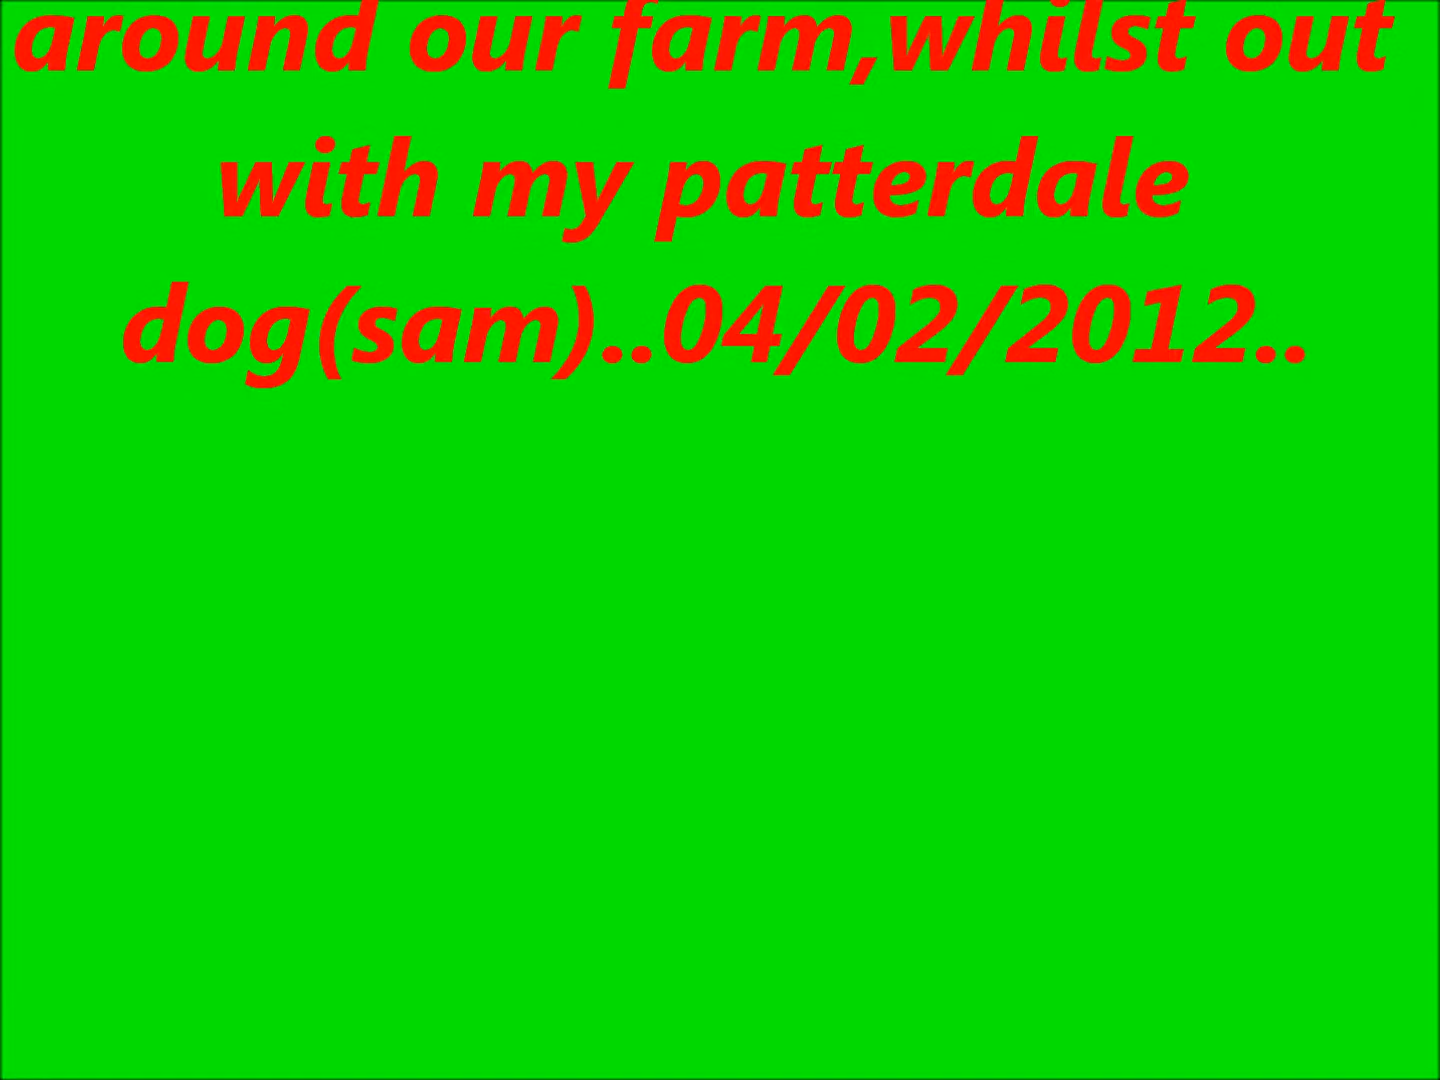 around our farm,whilst out
with my patterdale
dog(sam)..04/02/2012..